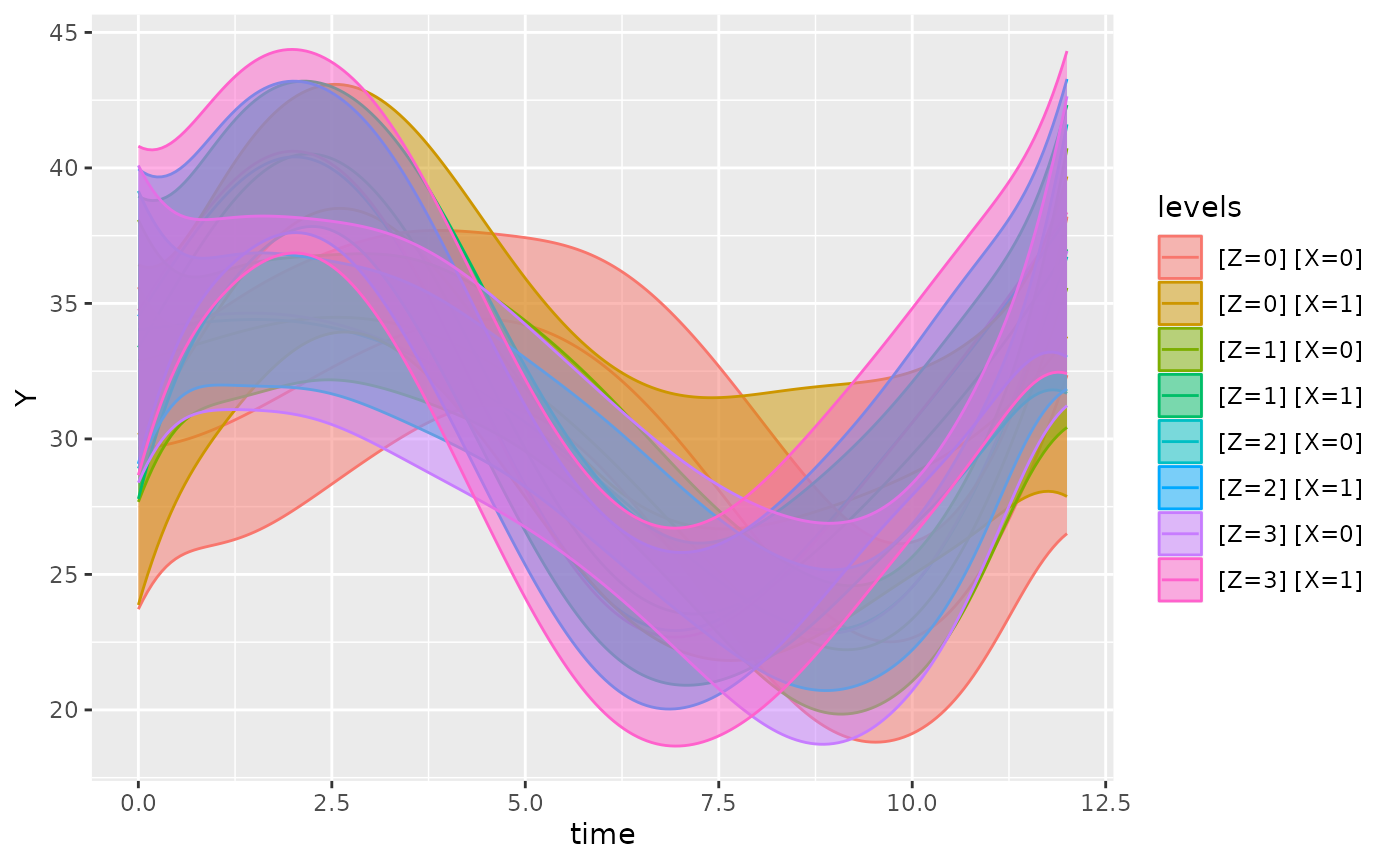 45
40
35
30
25
20
Y
0.0 2.5 5.0 7.5 10.0 12.5
time
levels
[Z=0] [X=0]
[Z=0] [X=1]
[Z=1] [X=0]
[Z=1] [X=1]
[Z=2] [X=0]
[Z=2] [X=1]
[Z=3] [X=0]
[Z=3] [X=1]